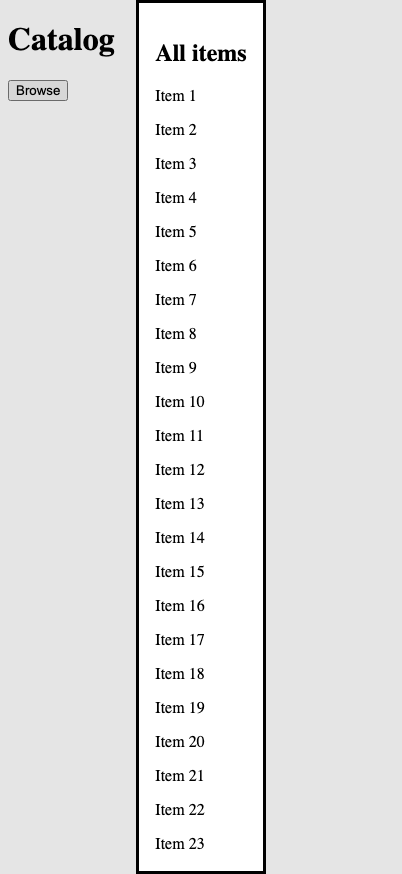 Catalog
Browse
All items
Item 1
Item 2
Item 3
Item 4
Item 5
Item 6
Item 7
Item 8
Item 9
Item 10
Item 11
Item 12
Item 13
Item 14
Item 15
Item 16
Item 17
Item 18
Item 19
Item 20
Item 21
Item 22
Item 23